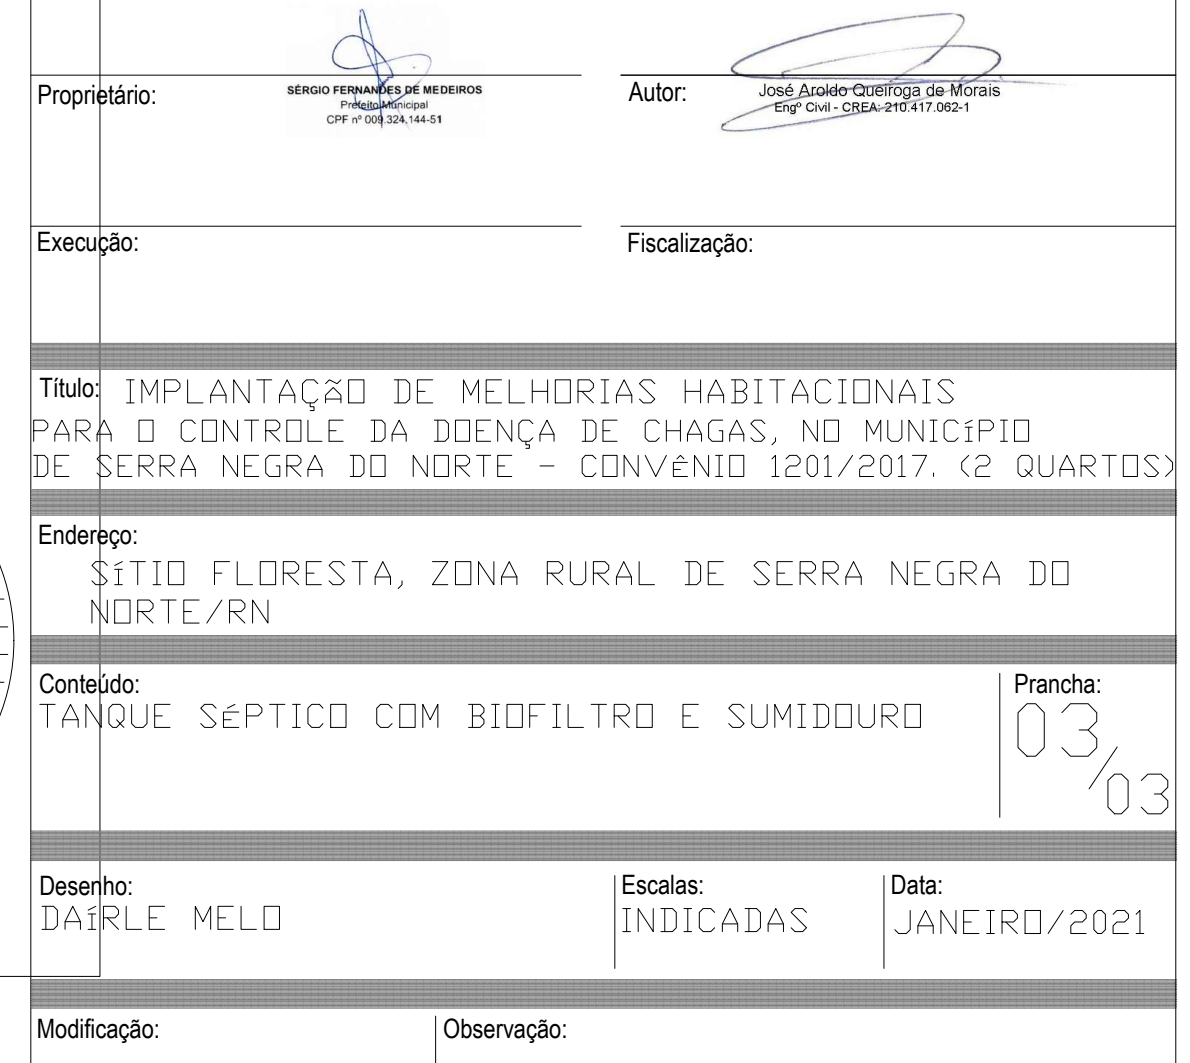 Proprietário:
SÉRGIO FERNANDES DE MEDEIROS
Prefeito Municipal
CPF nº 009.324.144-51
Autor:
José Aroldo Queiroga de Morais
Engº Civil - CREA: 210.417.062-1
Execução:
Fiscalização:
Título: IMPLANTAÇÃO DE MELHORIAS HABITACIONAIS
PARA O CONTROLE DA DOENÇA DE CHAGAS, NO MUNICíPIO
DE SERRA NEGRA DO NORTE - CONVÊNIO 1201/2017. (2 QUARTOS)
Endereço:
SíTIO FLORESTA, ZONA RURAL DE SERRA NEGRA DO
NORTE/RN
Conteúdo:
TANQUE SÉPTICO COM BIOFILTRO E SUMIDOURO
Prancha:
03/03
Desenho:
DAíRLE MELO
Escalas:
INDICADAS
Data:
JANEIRO/2021
Modificação:
Observação: